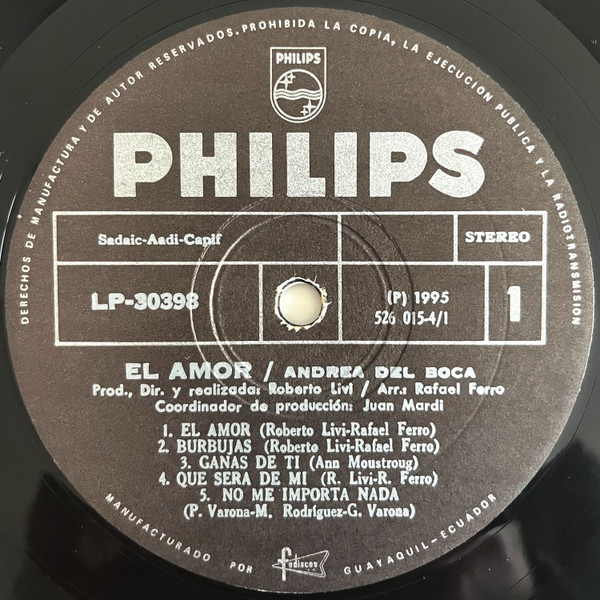 DERECHOS DE MANUFACTURA Y DE AUTOR RESERVADOS. PROHIBIDA LA COPIA, LA EJECUCION PUBLICA Y LA RADIOTRANSMISION
PHILIPS
PHILIPS
Sadaic-Aadi-Capif
STEREO
LP-30398
(P) 1995
526 015-4/1
1
EL AMOR / ANDREA DEL BOCA
Prod., Dir. y realizada: Roberto Livi / Arr.: Rafael Ferro
Coordinador de producción: Juan Mardi
1. EL AMOR (Roberto Livi-Rafael Ferro)
2. BURBUJAS (Roberto Livi-Rafael Ferro)
3. GANAS DE TI (Ann Moustroug)
4. QUE SERA DE MI (R. Livi-R. Ferro)
5. NO ME IMPORTA NADA
(P. Varona-M. Rodríguez-G. Varona)
MANUFACTURADO POR fediscos GUAYAQUIL-ECUADOR